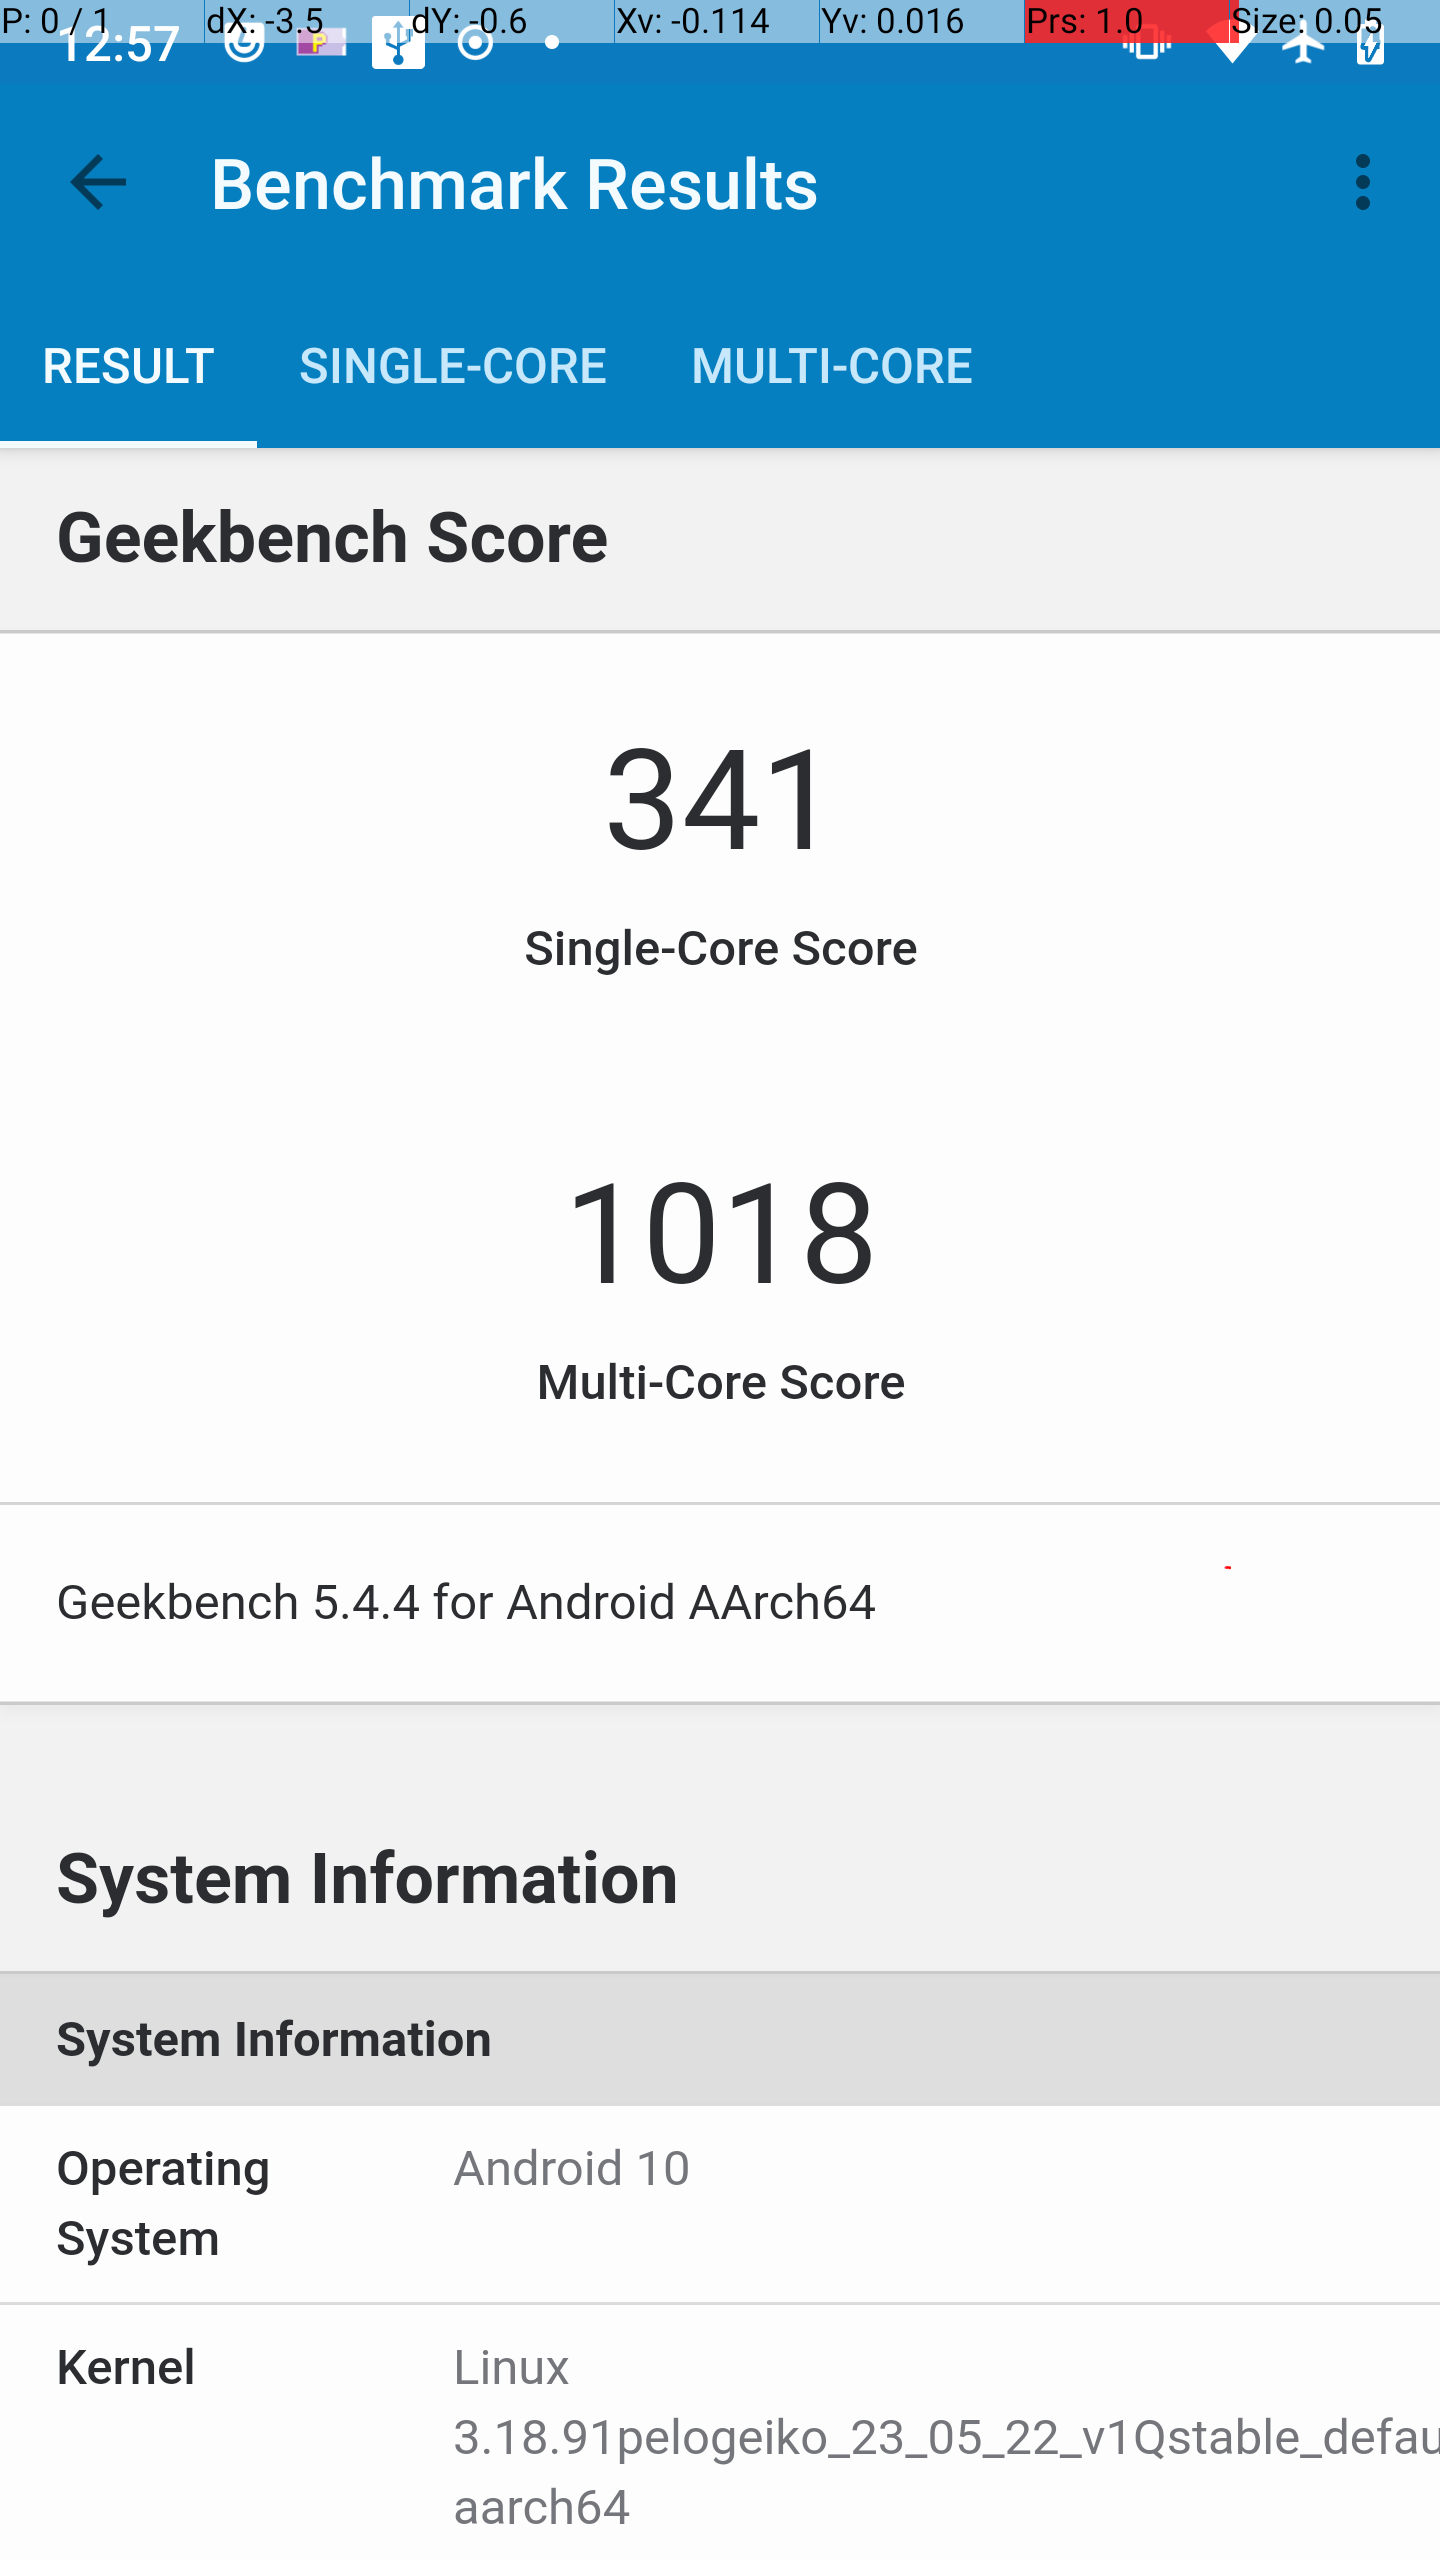 P: 0 / 1 dX: -3.5 dY: -0.6 Xv: -0.114 Yv: 0.016 Prs: 1.0 Size: 0.05
12:57
Benchmark Results
RESULT SINGLE-CORE MULTI-CORE
Geekbench Score
341
Single-Core Score
1018
Multi-Core Score
Geekbench 5.4.4 for Android AArch64
System Information
System Information
Operating System Android 10
Kernel Linux
3.18.91pelogeiko_23_05_22_v1Qstable_defau
aarch64